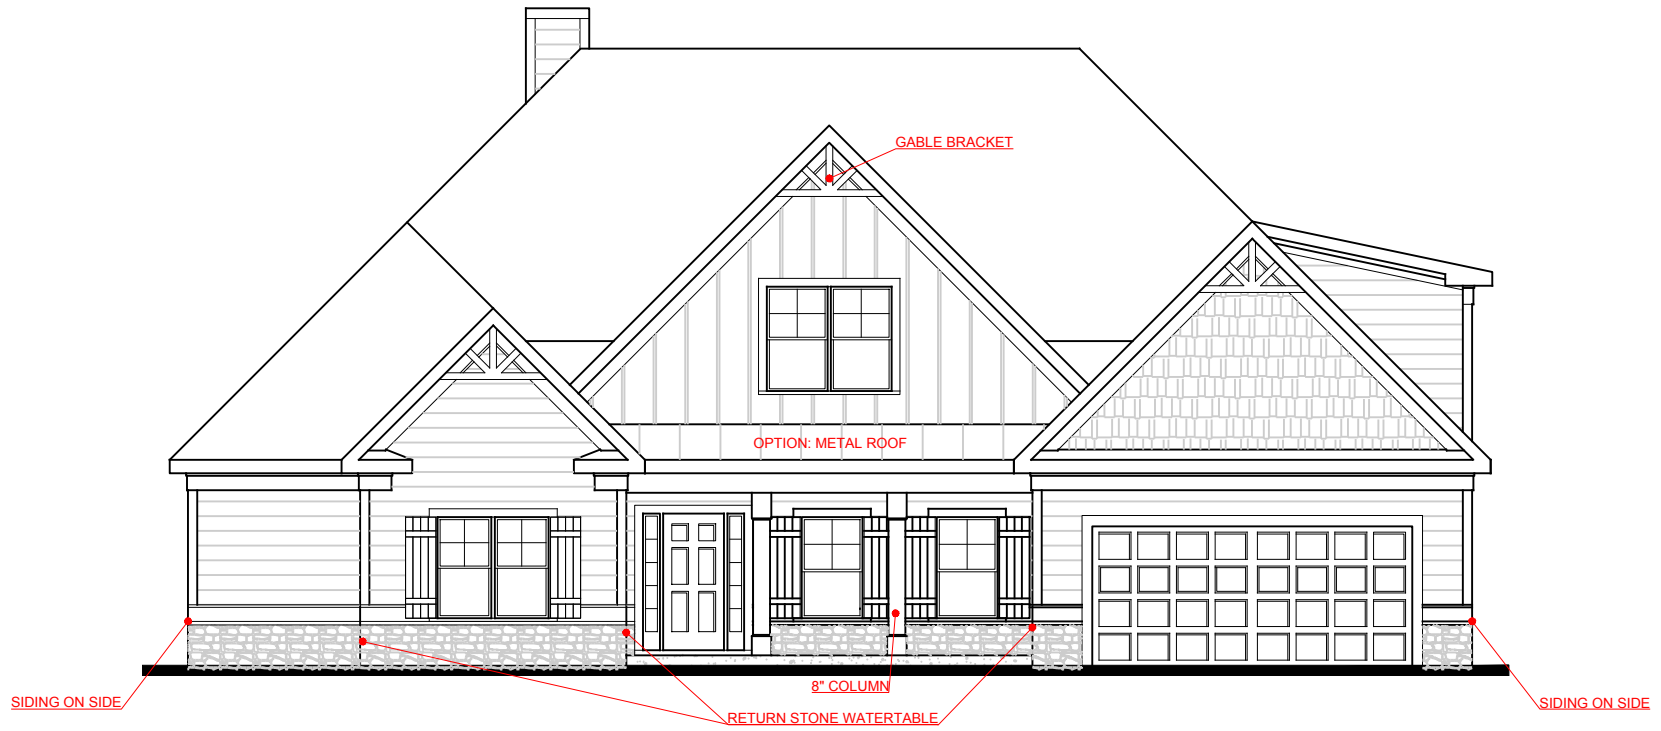 GABLE BRACKET
OPTION: METAL ROOF
8" COLUMN
SIDING ON SIDE
SIDING ON SIDE
RETURN STONE WATERTABLE